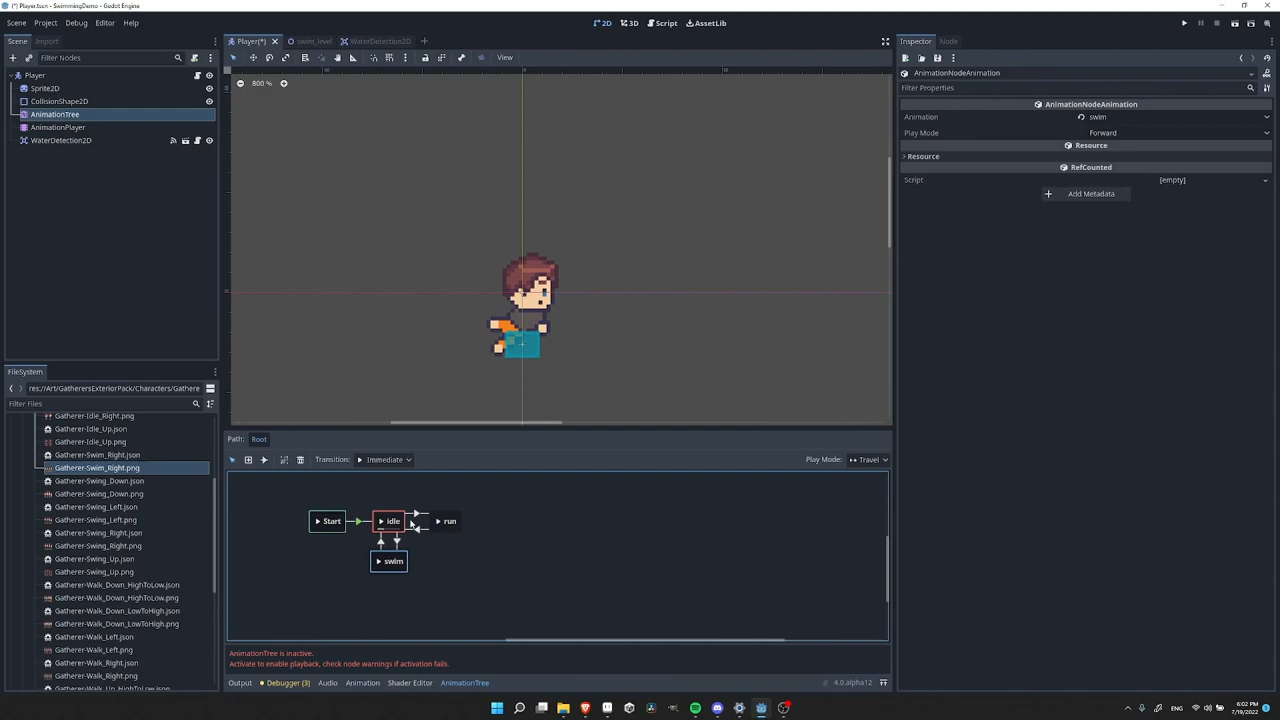 (*) Player.tscn - SwimmingDemo - Godot Engine
Scene Project Debug Editor Help
2D 3D Script AssetLib
Scene Import
Filter Nodes
Player
Sprite2D
CollisionShape2D
AnimationTree
AnimationPlayer
WaterDetection2D
FileSystem
res://Art/GatherersExteriorPack/Characters/Gathere
Filter Files
Gatherer-Idle_Right.png
Gatherer-Idle_Up.json
Gatherer-Idle_Up.png
Gatherer-Swim_Right.json
Gatherer-Swim_Right.png
Gatherer-Swing_Down.json
Gatherer-Swing_Down.png
Gatherer-Swing_Left.json
Gatherer-Swing_Left.png
Gatherer-Swing_Right.json
Gatherer-Swing_Right.png
Gatherer-Swing_Up.json
Gatherer-Swing_Up.png
Gatherer-Walk_Down_HighToLow.json
Gatherer-Walk_Down_HighToLow.png
Gatherer-Walk_Down_LowToHigh.json
Gatherer-Walk_Down_LowToHigh.png
Gatherer-Walk_Left.json
Gatherer-Walk_Left.png
Gatherer-Walk_Right.json
Gatherer-Walk_Right.png
Gatherer-Walk_Up_HighToLow.json
Player(*) swim_level WaterDetection2D
View
800 %
Path: Root
Transition: Immediate Play Mode: Travel
Start idle run
swim
AnimationTree is inactive.
Activate to enable playback, check node warnings if activation fails.
Output Debugger (3) Audio Animation Shader Editor AnimationTree 4.0.alpha12
Inspector Node
AnimationNodeAnimation
Filter Properties
AnimationNodeAnimation
Animation swim
Play Mode Forward
Resource
Resource
RefCounted
Script [empty]
Add Metadata
6:02 PM
7/19/2022